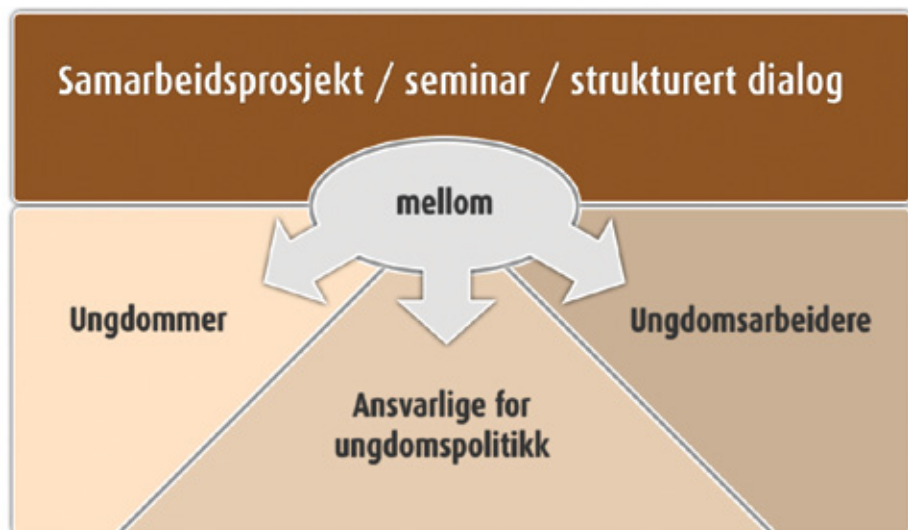 Samarbeidsprosjekt / seminar / strukturert dialog
mellom
Ungdommer
Ungdomsarbeidere
Ansvarlige for
ungdomspolitikk